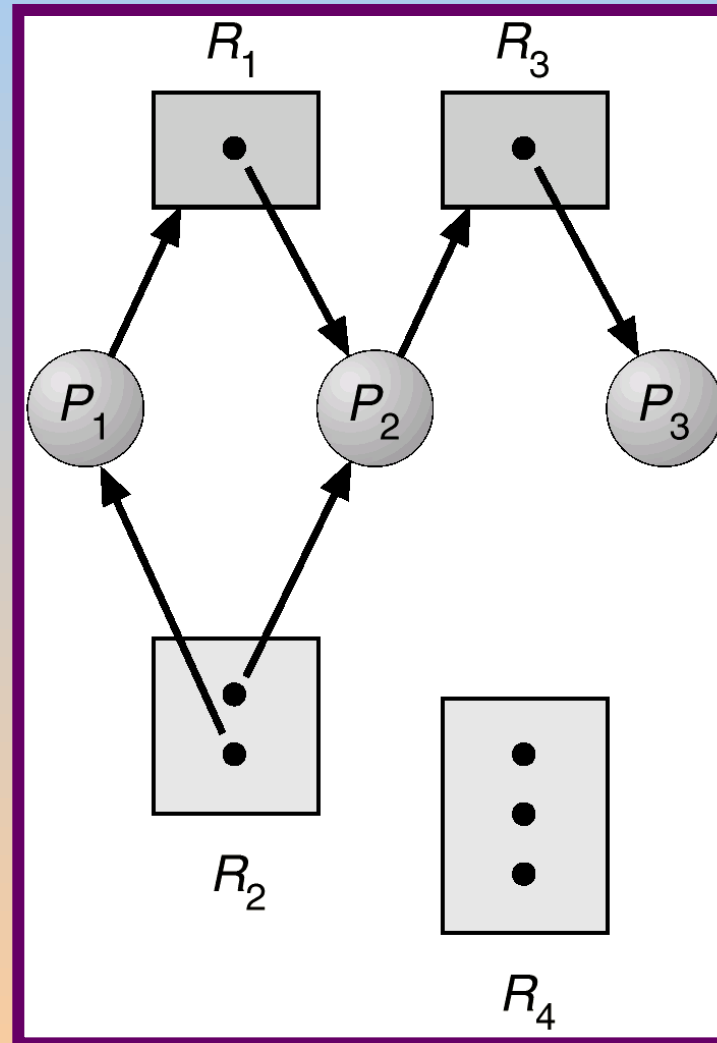 R₁ R₃
P₁ P₂ P₃
R₂
R₄